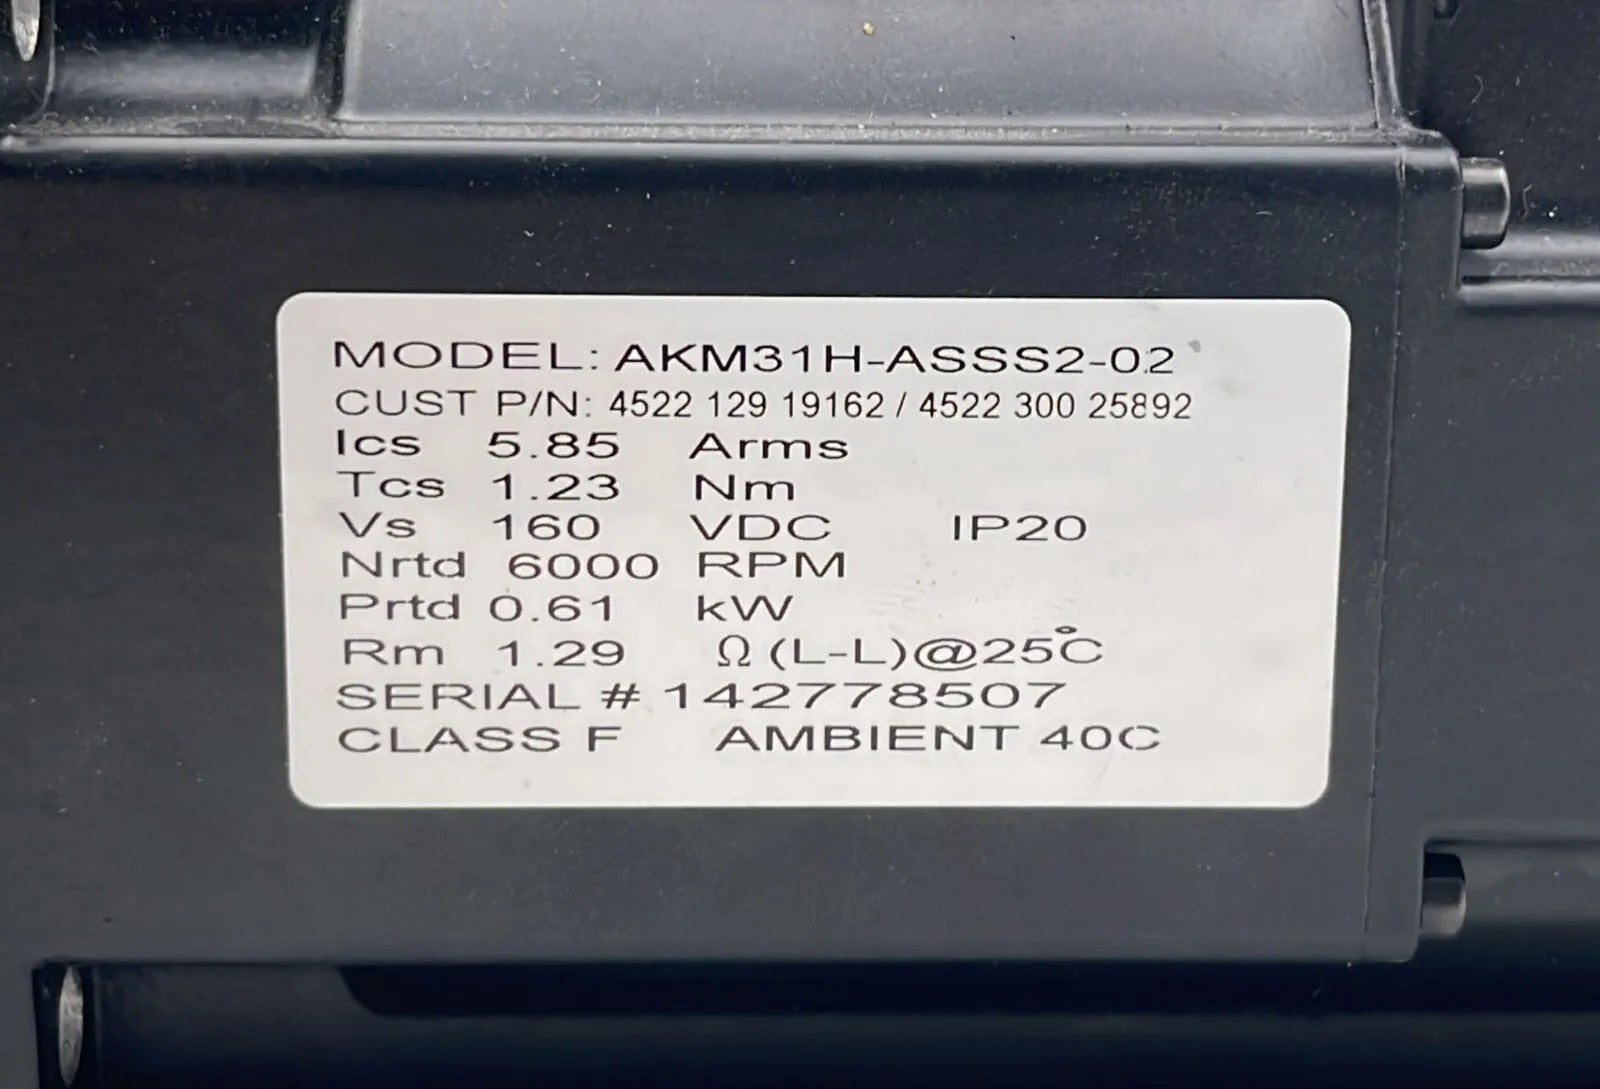 MODEL: AKM31H-ASSS2-02
CUST P/N: 4522 129 19162 / 4522 300 25892
Ics 5.85 Arms
Tcs 1.23 Nm
Vs 160 VDC IP20
Nrtd 6000 RPM
Prtd 0.61 kW
Rm 1.29 Ω (L-L)@25°C
SERIAL # 142778507
CLASS F AMBIENT 40C